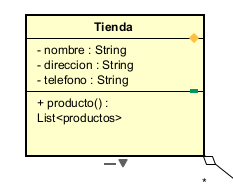 Tienda
- nombre : String
- direccion : String
- telefono : String
+ producto() :
List<productos>
*